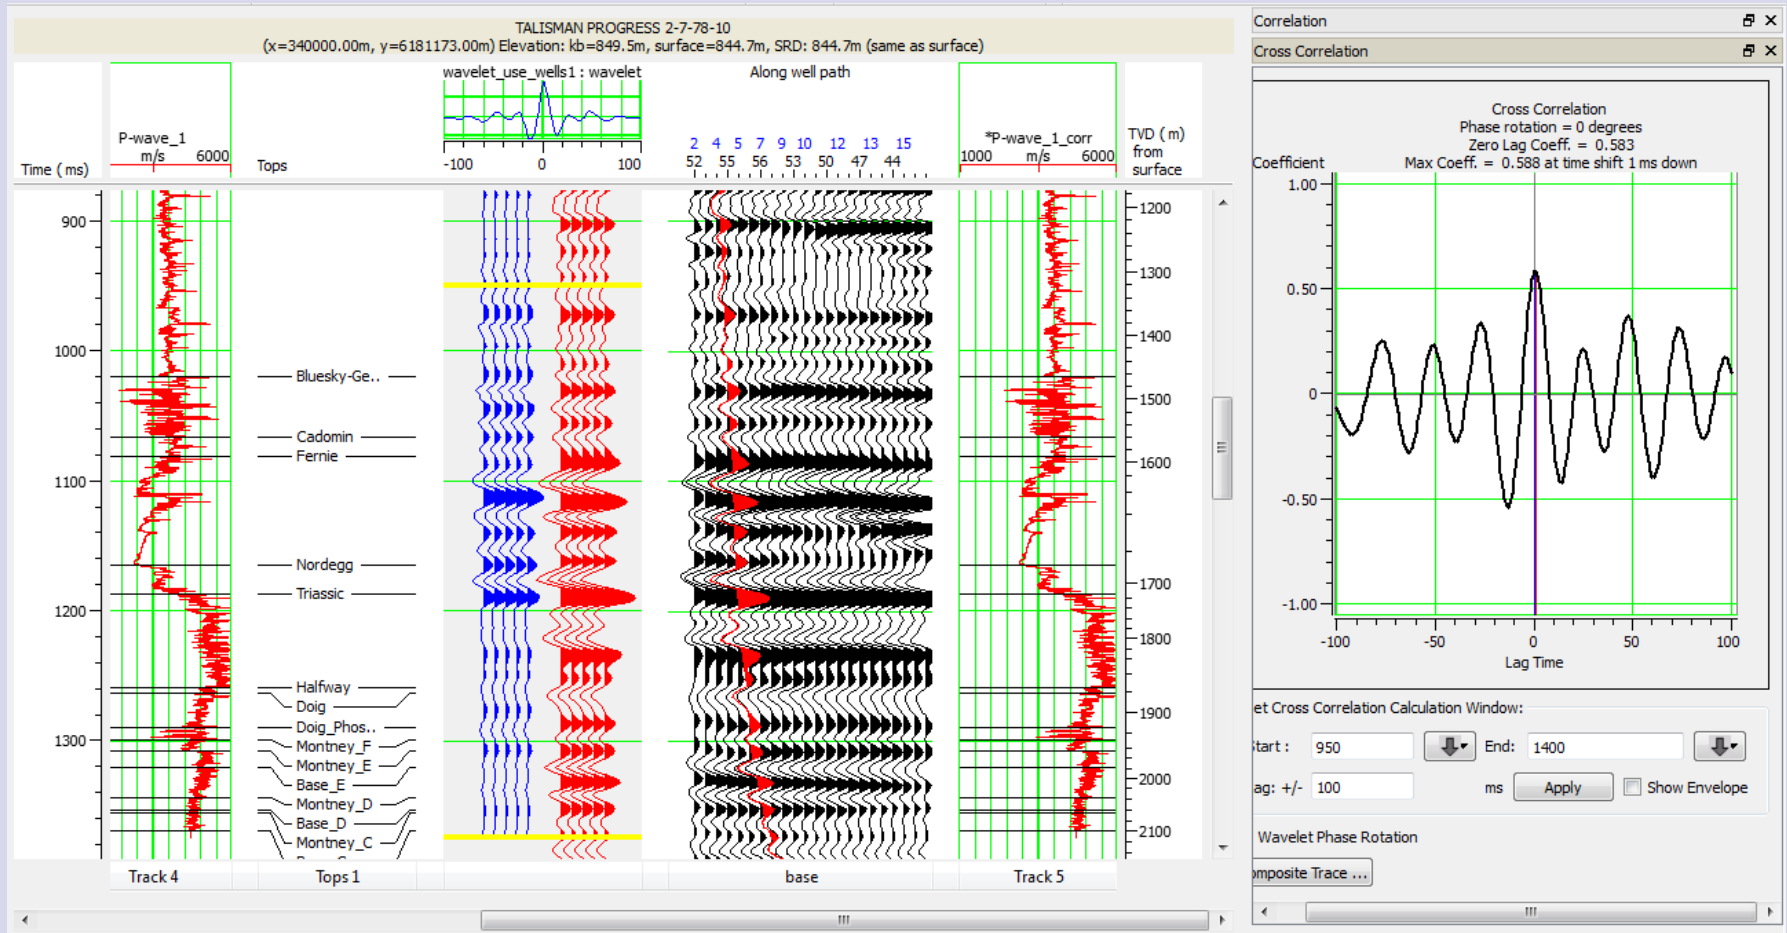 TALISMAN PROGRESS 2-7-78-10
(x=340000.00m, y=6181173.00m) Elevation: kb=849.5m, surface=844.7m, SRD: 844.7m (same as surface)
Time ( ms)
P-wave_1
m/s 6000
Tops
wavelet_use_wells1 : wavelet
-100 0 100
Along well path
2 4 5 7 9 10 12 13 15
52 55 56 53 50 47 44
*P-wave_1_corr
1000 6000
TVD ( m)
from
surface
900
1000
1100
1200
1300
Bluesky-Ge..
Cadomin
Fernie
Nordegg
Triassic
Halfway
Doig
Doig_Phos..
Montney_F
Montney_E
Base_E
Montney_D
Base_D
Montney_C
1200
1300
1400
1500
1600
1700
1800
1900
2000
2100
Track 4
Tops 1
base
Track 5
Correlation
Cross Correlation
Cross Correlation
Phase rotation = 0 degrees
Zero Lag Coeff. = 0.583
Max Coeff. = 0.588 at time shift 1 ms down
Coefficient
1.00
0.50
0
-0.50
-1.00
-100 -50 0 50 100
Lag Time
et Cross Correlation Calculation Window:
Start : 950 End: 1400
ag: +/- 100 ms Apply Show Envelope
Wavelet Phase Rotation
omposite Trace ...